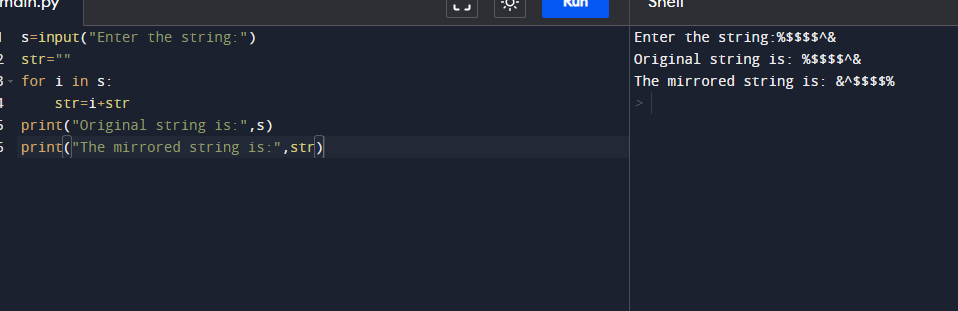 main.py
Run
Shell
1 s=input("Enter the string:")
2 str=""
3 for i in s:
4     str=i+str
5 print("Original string is:",s)
6 print("The mirrored string is:",str)
Enter the string:%$$$$^&
Original string is: %$$$$^&
The mirrored string is: &^$$$$%
>